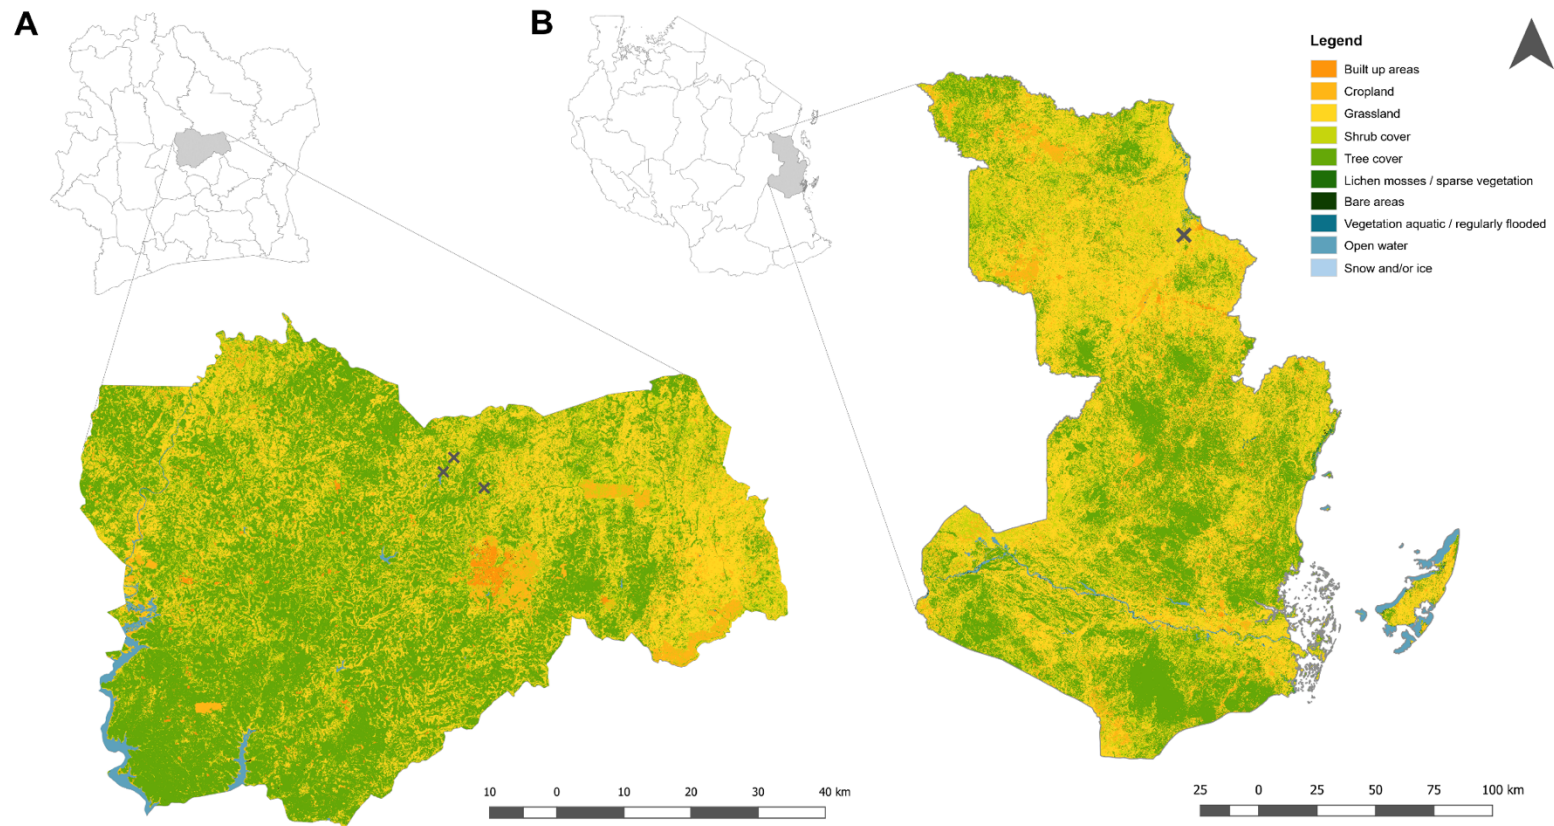 A
B
Legend
Built up areas
Cropland
Grassland
Shrub cover
Tree cover
Lichen mosses / sparse vegetation
Bare areas
Vegetation aquatic / regularly flooded
Open water
Snow and/or ice
10 0 10 20 30 40 km
25 0 25 50 75 100 km